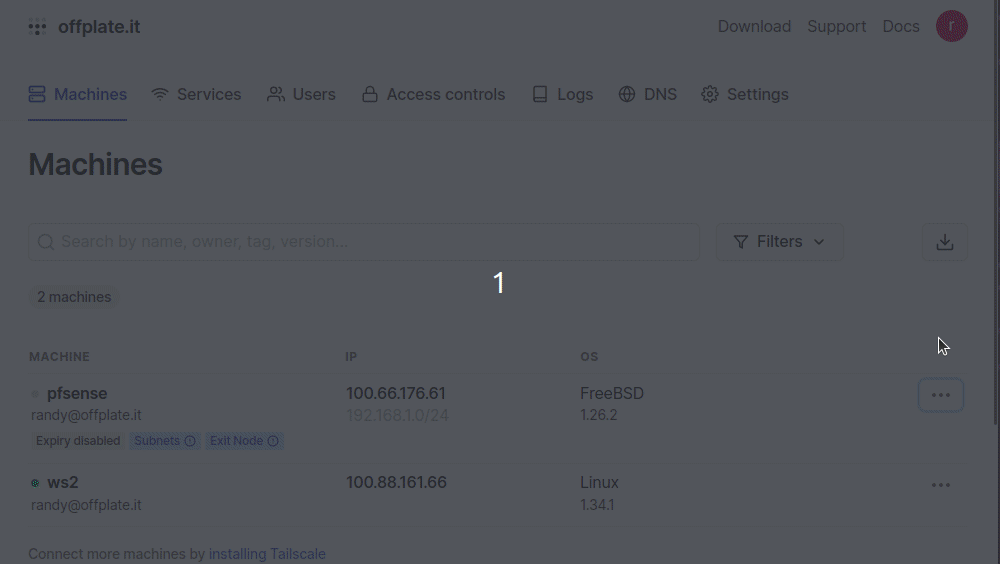 offplate.it Download Support Docs r
Machines Services Users Access controls Logs DNS Settings
Machines
Search by name, owner, tag, version... Filters
1
2 machines
MACHINE IP OS
pfsense 100.66.176.61 FreeBSD ...
randy@offplate.it 192.168.1.0/24 1.26.2
Expiry disabled Subnets Exit Node
ws2 100.88.161.66 Linux ...
randy@offplate.it 1.34.1
Connect more machines by installing Tailscale